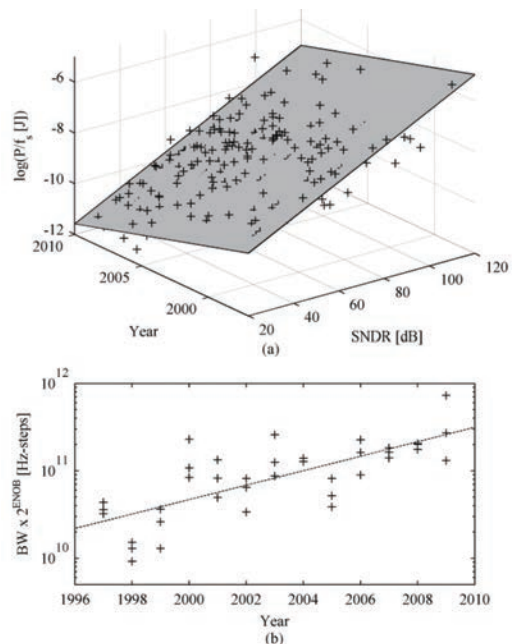 -6
-8
-10
-12
log(P/f_s [J])
2010
2005
2000
Year
20
40
60
80
100
120
SNDR [dB]
(a)
10^12
10^11
10^10
BW x 2^ENOB [Hz-steps]
1996 1998 2000 2002 2004 2006 2008 2010
Year
(b)